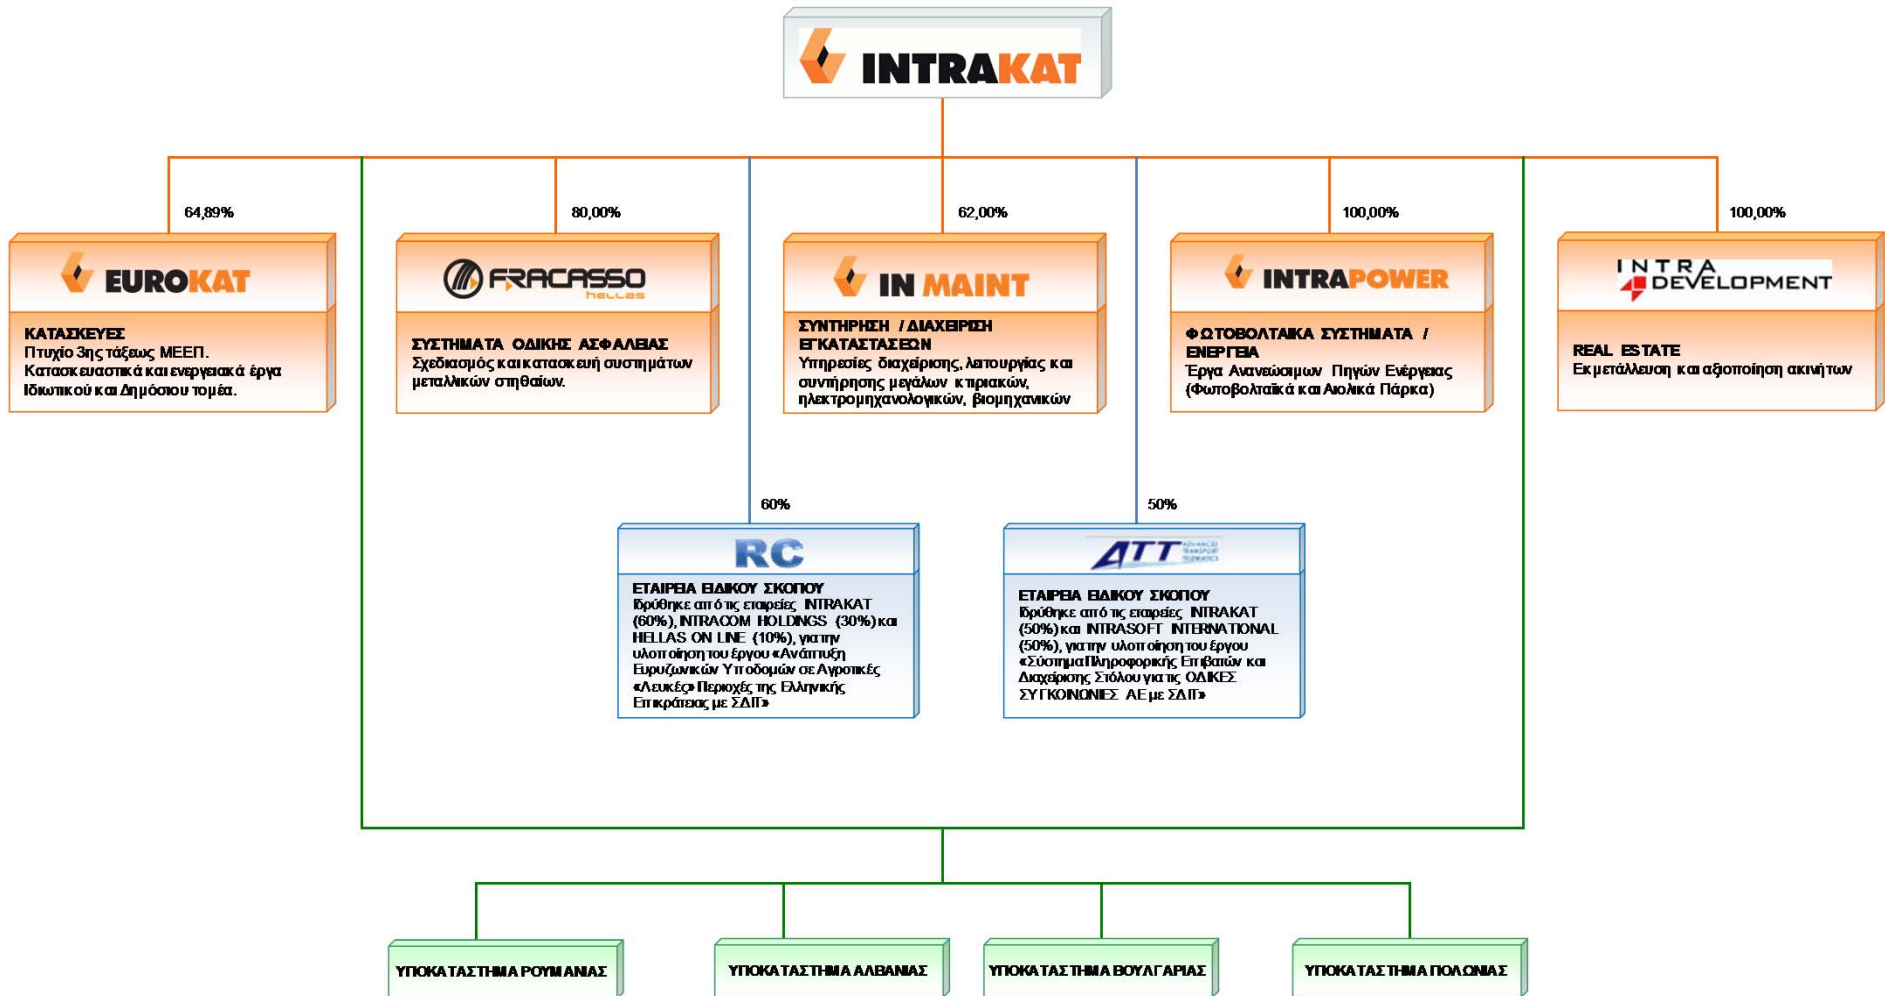 INTRAKAT
64,89%
80,00%
62,00%
100,00%
100,00%
EUROKAT
ΚΑΤΑΣΚΕΥΕΣ
Πτυχίο 3ης τάξεως ΜΕΕΠ.
Κατασκευαστικά και ενεργειακά έργα
Ιδιωτικού και Δημόσιου τομέα.
FRACASSO
hellas
ΣΥΣΤΗΜΑΤΑ ΟΔΙΚΗΣ ΑΣΦΑΛΕΙΑΣ
Σχεδιασμός και κατασκευή συστημάτων
μεταλλικών στηθαίων.
IN MAINT
ΣΥΝΤΗΡΗΣΗ / ΔΙΑΧΕΙΡΙΣΗ
ΕΓΚΑΤΑΣΤΑΣΕΩΝ
Υπηρεσίες διαχείρισης, λειτουργίας και
συντήρησης μεγάλων κτιριακών,
ηλεκτρομηχανολογικών, βιομηχανικών
INTRAPOWER
ΦΩΤΟΒΟΛΤΑΙΚΑ ΣΥΣΤΗΜΑΤΑ /
ΕΝΕΡΓΕΙΑ
Έργα Ανανεώσιμων Πηγών Ενέργειας
(Φωτοβολταϊκά και Αιολικά Πάρκα)
INTRA
DEVELOPMENT
REAL ESTATE
Εκμετάλλευση και αξιοποίηση ακινήτων
60%
50%
RC
ΕΤΑΙΡΕΙΑ ΕΙΔΙΚΟΥ ΣΚΟΠΟΥ
Ιδρύθηκε από τις εταιρείες INTRAKAT
(60%), INTRACOM HOLDINGS (30%) και
HELLAS ON LINE (10%), για την
υλοποίηση του έργου «Ανάπτυξη
Ευρυζωνικών Υποδομών σε Αγροτικές
«Λευκές» Περιοχές της Ελληνικής
Επικράτειας με ΣΔΙΤ»
ATT ADVANCED
TRANSPORT
TELEMATICS
ΕΤΑΙΡΕΙΑ ΕΙΔΙΚΟΥ ΣΚΟΠΟΥ
Ιδρύθηκε από τις εταιρείες INTRAKAT
(50%) και INTRASOFT INTERNATIONAL
(50%), για την υλοποίηση του έργου
«Σύστημα Πληροφορικής Επιβατών και
Διαχείρισης Στόλου για τις ΟΔΙΚΕΣ
ΣΥΓΚΟΙΝΩΝΙΕΣ ΑΕ με ΣΔΙΤ»
ΥΠΟΚΑΤΑΣΤΗΜΑ ΡΟΥΜΑΝΙΑΣ
ΥΠΟΚΑΤΑΣΤΗΜΑ ΑΛΒΑΝΙΑΣ
ΥΠΟΚΑΤΑΣΤΗΜΑ ΒΟΥΛΓΑΡΙΑΣ
ΥΠΟΚΑΤΑΣΤΗΜΑ ΠΟΛΩΝΙΑΣ